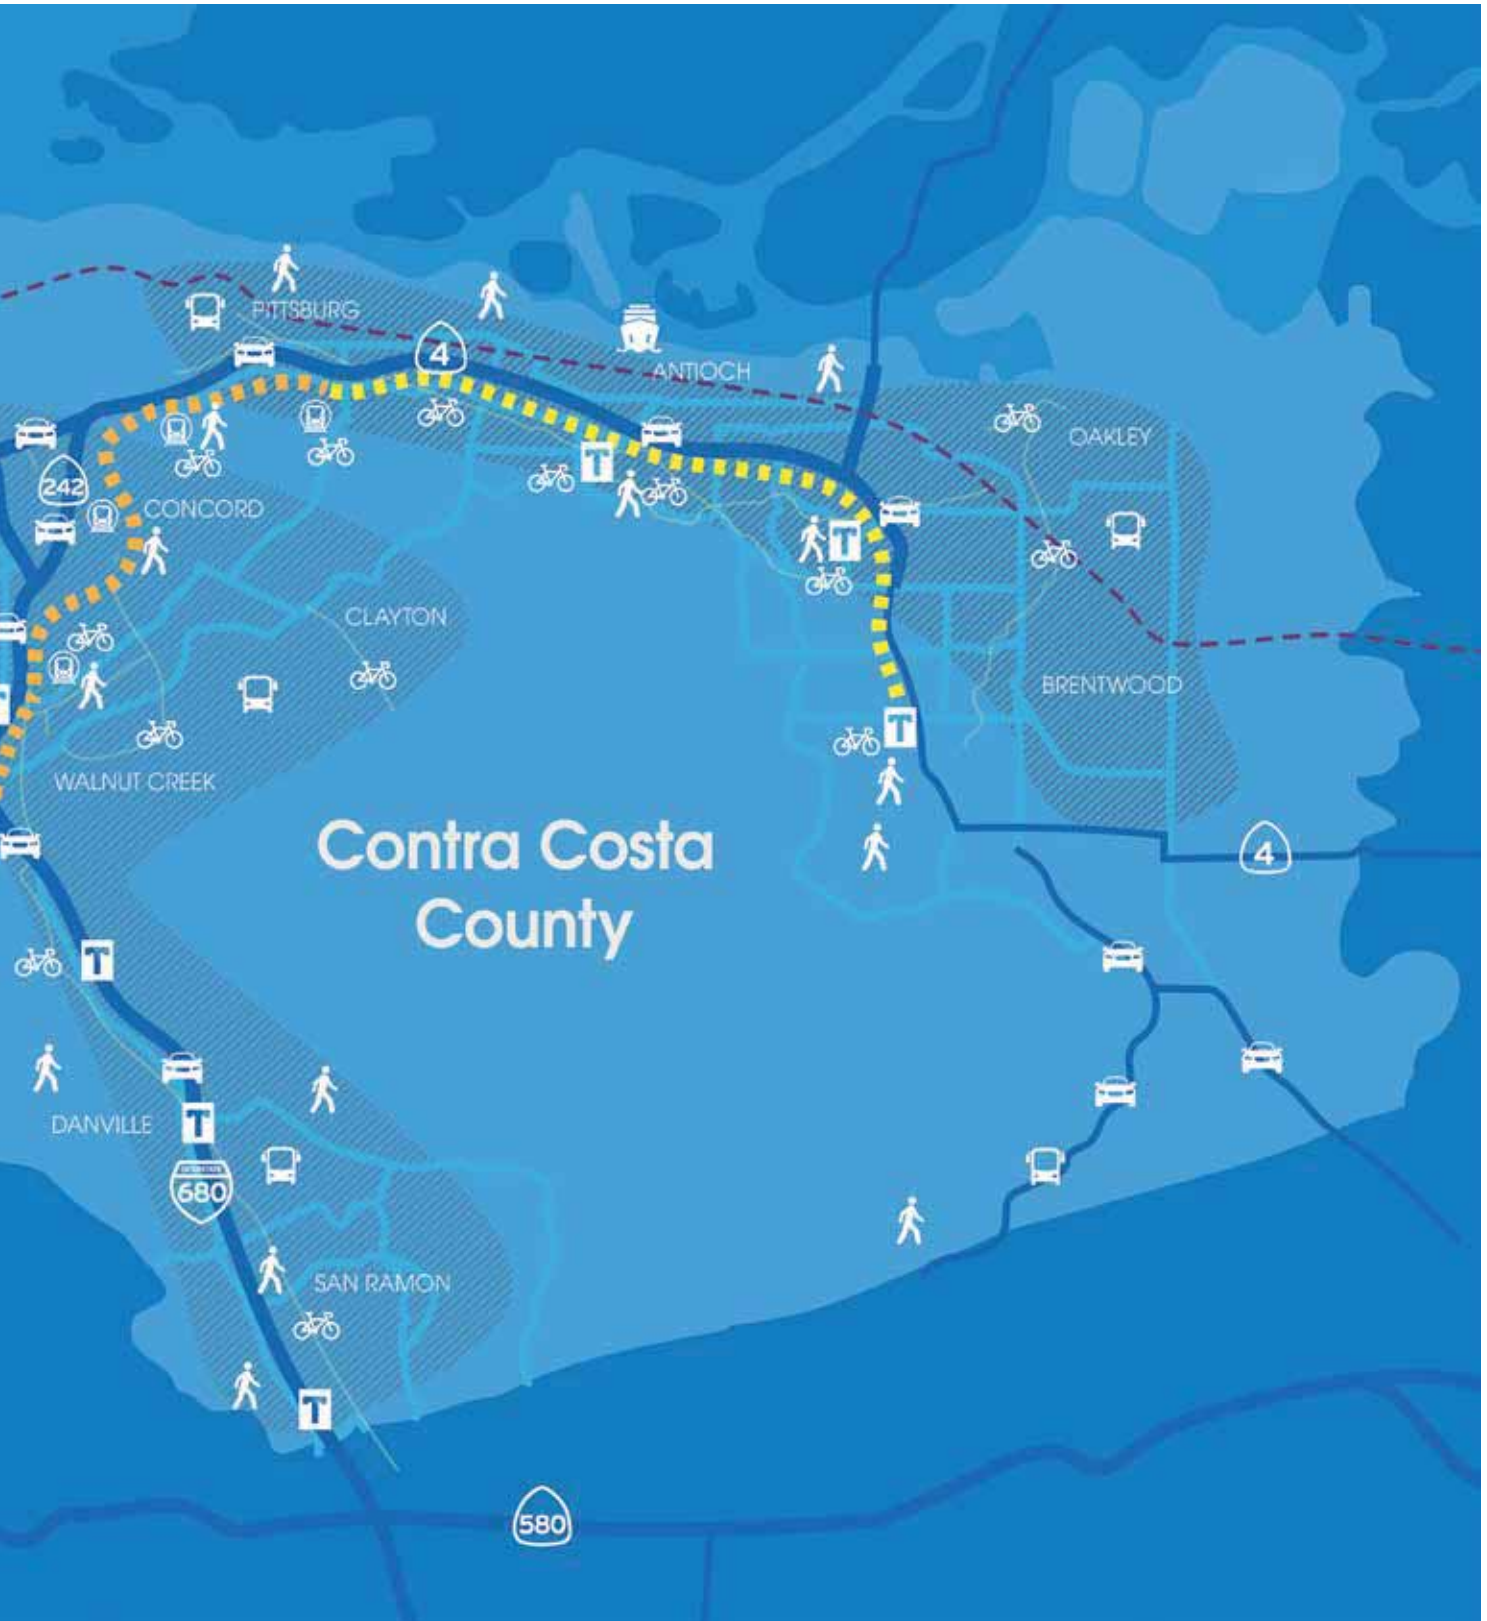 PITTSBURG
4
ANTIOCH
OAKLEY
242
CONCORD
T
T
CLAYTON
BRENTWOOD
T
WALNUT CREEK
Contra Costa
County
4
T
DANVILLE
T
INTERSTATE
680
SAN RAMON
T
580